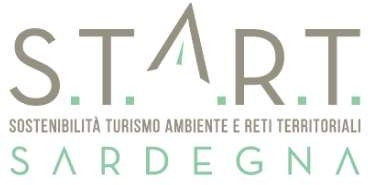 S.T.A.R.T.
SOSTENIBILITÀ TURISMO AMBIENTE E RETI TERRITORIALI
SARDEGNA